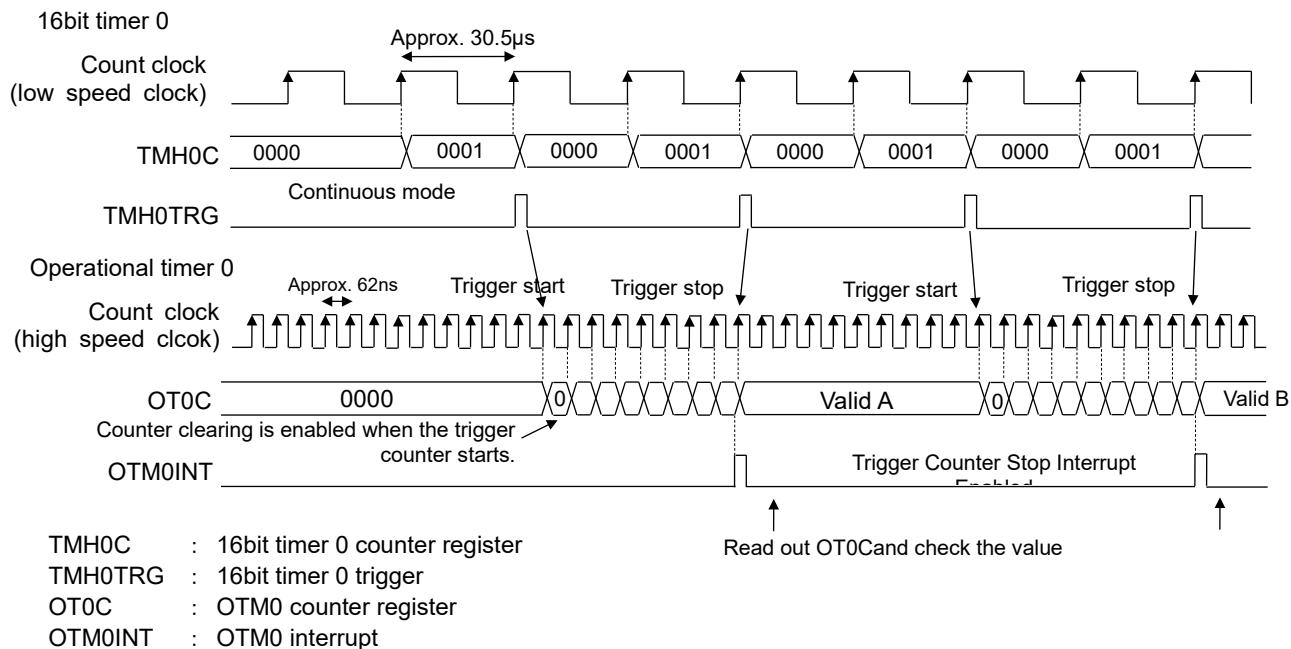 16bit timer 0
Approx. 30.5µs
Count clock
(low speed clock)
TMH0C 0000 0001 0000 0001 0000 0001 0000 0001
Continuous mode
TMH0TRG
Operational timer 0
Approx. 62ns Trigger start Trigger stop Trigger start Trigger stop
Count clock
(high speed clcok)
OT0C 0000 0 Valid A 0 Valid B
Counter clearing is enabled when the trigger
counter starts.
OTM0INT Trigger Counter Stop Interrupt
Enabled
Read out OT0Cand check the value
TMH0C : 16bit timer 0 counter register
TMH0TRG : 16bit timer 0 trigger
OT0C : OTM0 counter register
OTM0INT : OTM0 interrupt